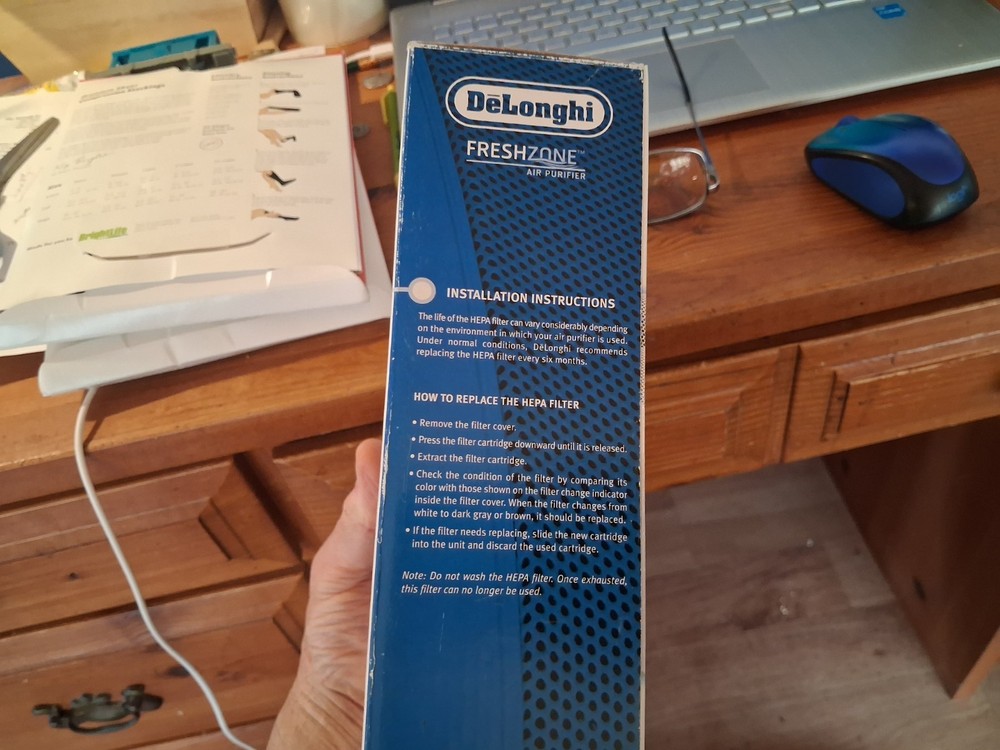 DēLonghi
FRESHZONE™
AIR PURIFIER
INSTALLATION INSTRUCTIONS
The life of the HEPA filter can vary considerably depending
on the environment in which your air purifier is used.
Under normal conditions, DēLonghi recommends
replacing the HEPA filter every six months.
HOW TO REPLACE THE HEPA FILTER
• Remove the filter cover.
• Press the filter cartridge downward until it is released.
• Extract the filter cartridge.
• Check the condition of the filter by comparing its
color with those shown on the filter change indicator
inside the filter cover. When the filter changes from
white to dark gray or brown, it should be replaced.
• If the filter needs replacing, slide the new cartridge
into the unit and discard the used cartridge.
Note: Do not wash the HEPA filter. Once exhausted,
this filter can no longer be used.
Made for you by BrightLife